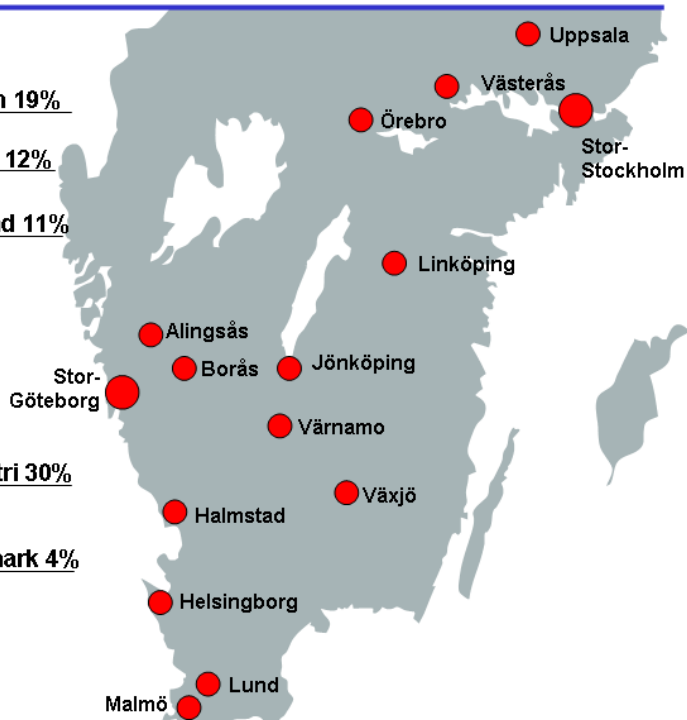 Uppsala
Västerås
n 19%
Örebro
Stor-
Stockholm
12%
d 11%
Linköping
Alingsås
Jönköping
Borås
Stor-
Göteborg
Värnamo
tri 30%
Växjö
Halmstad
ark 4%
Helsingborg
Lund
Malmö